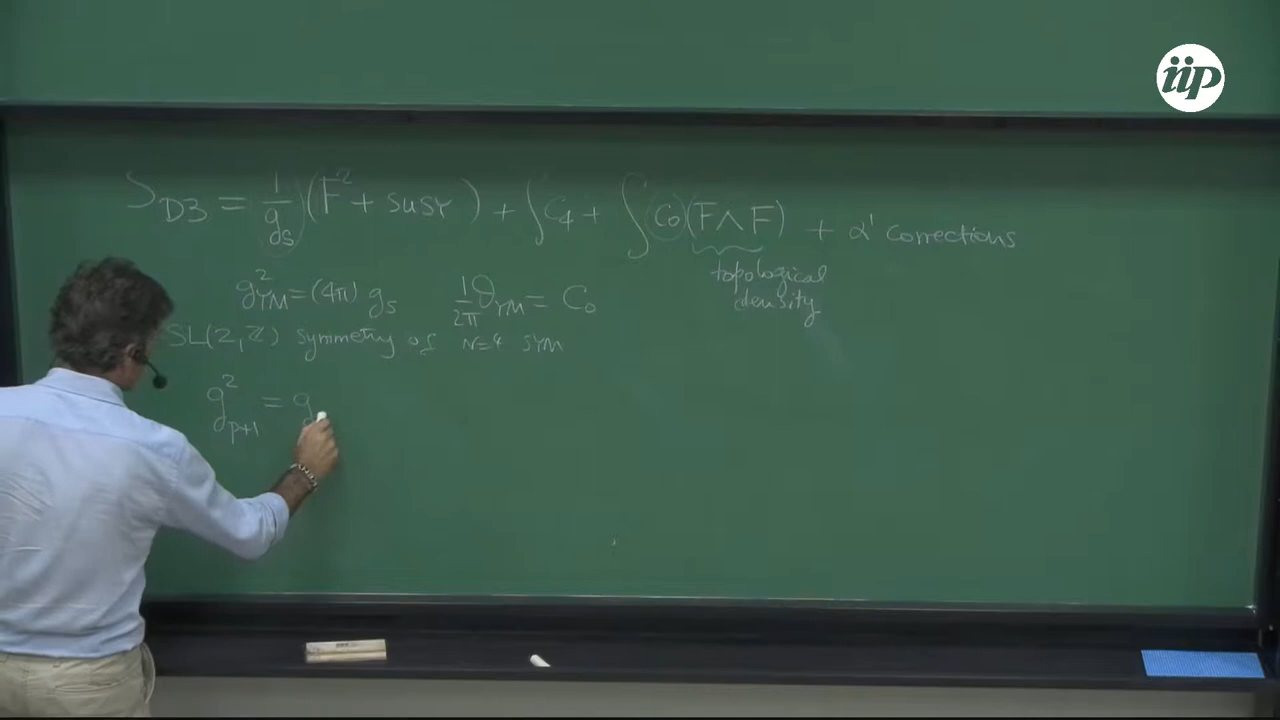 iip
S_D3 = 1/g_s (F² + SUSY) + ∫C₄ + ∫C₀(F∧F) + α' corrections
topological
density
g²_YM = (4π) g_s    1/2π ϑ_YM = C₀
SL(2,ℤ) symmetry of N=4 SYM
g²_p+1 = g